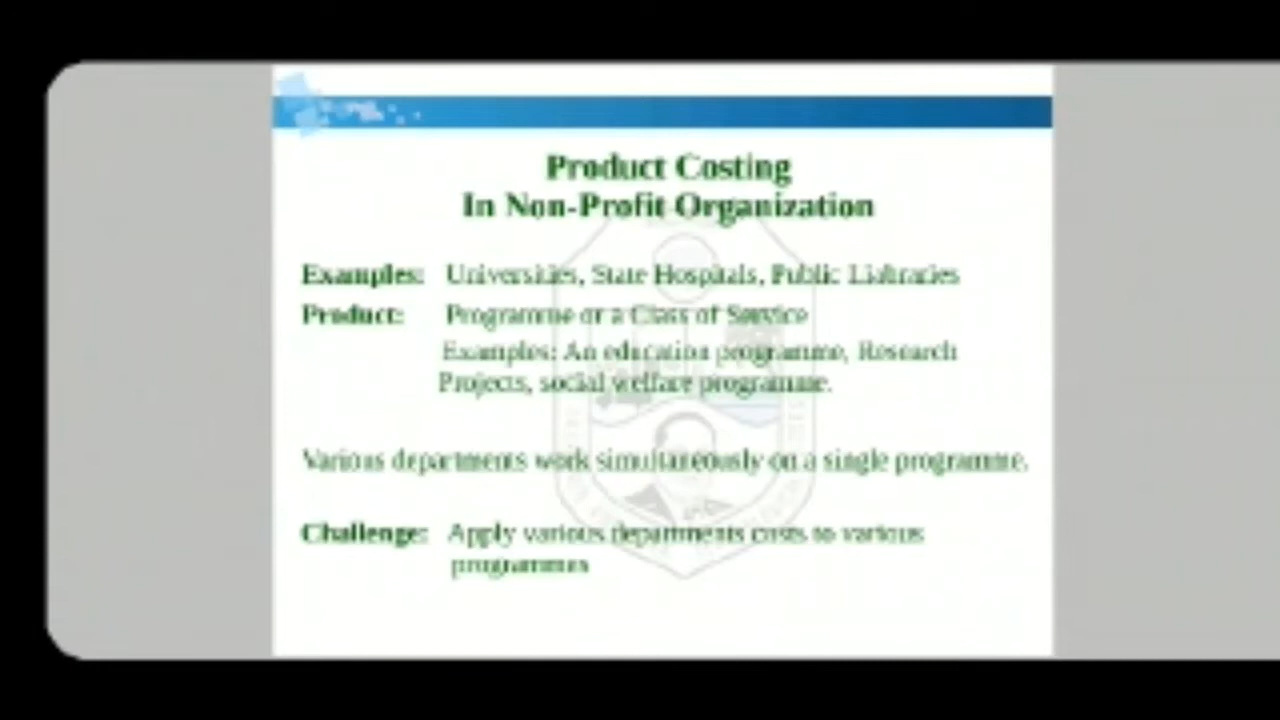 Product Costing
In Non-Profit Organization
Examples: Universities, State Hospitals, Public Liabraries
Product: Programme or a Class of Service
Examples: An education programme, Research
Projects, social welfare programme.
Various departments work simultaneously on a single programme.
Challenge: Apply various departments costs to various
programmes